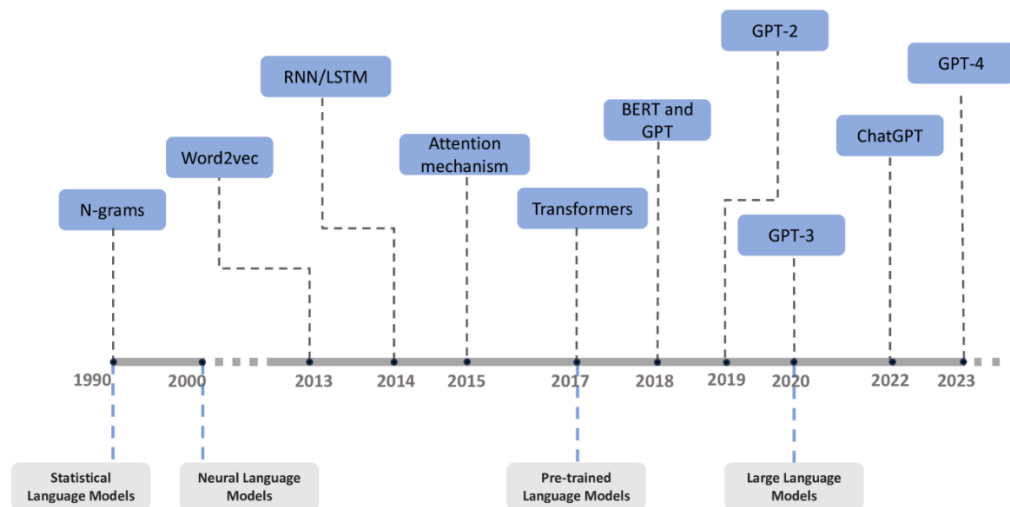 GPT-2
GPT-4
RNN/LSTM
BERT and
GPT
ChatGPT
Word2vec
Attention
mechanism
N-grams
Transformers
GPT-3
1990
2000
2013
2014
2015
2017
2018
2019
2020
2022
2023
Statistical
Language Models
Neural Language
Models
Pre-trained
Language Models
Large Language
Models